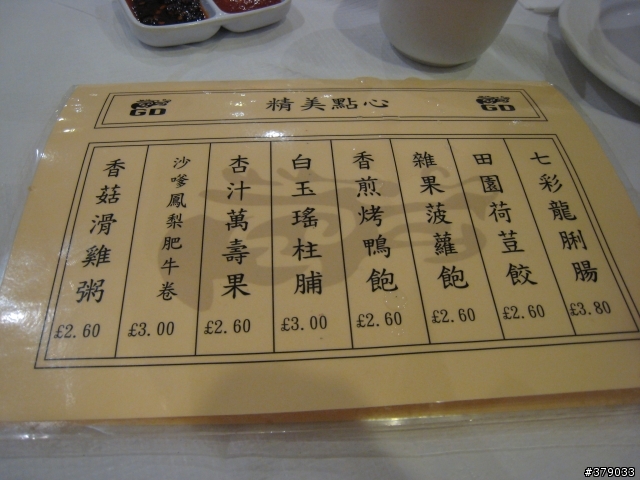 GD 精美點心 GD
七彩龍脷腸 £3.80
田園荷荳餃 £2.60
雜果菠蘿飽 £2.60
香煎烤鴨飽 £2.60
白玉瑤柱脯 £3.00
杏汁萬壽果 £2.60
沙嗲鳳梨肥牛卷 £3.00
香菇滑雞粥 £2.60
#379033